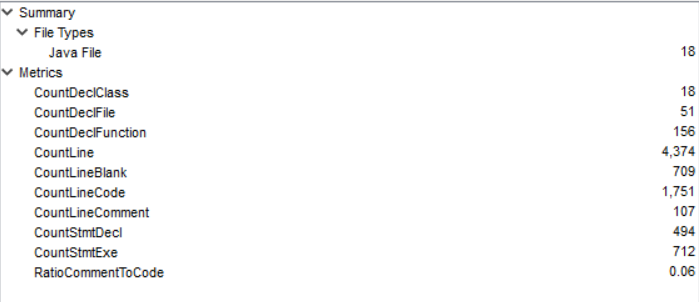 Summary
File Types
Java File 18
Metrics
CountDeclClass 18
CountDeclFile 51
CountDeclFunction 156
CountLine 4,374
CountLineBlank 709
CountLineCode 1,751
CountLineComment 107
CountStmtDecl 494
CountStmtExe 712
RatioCommentToCode 0.06